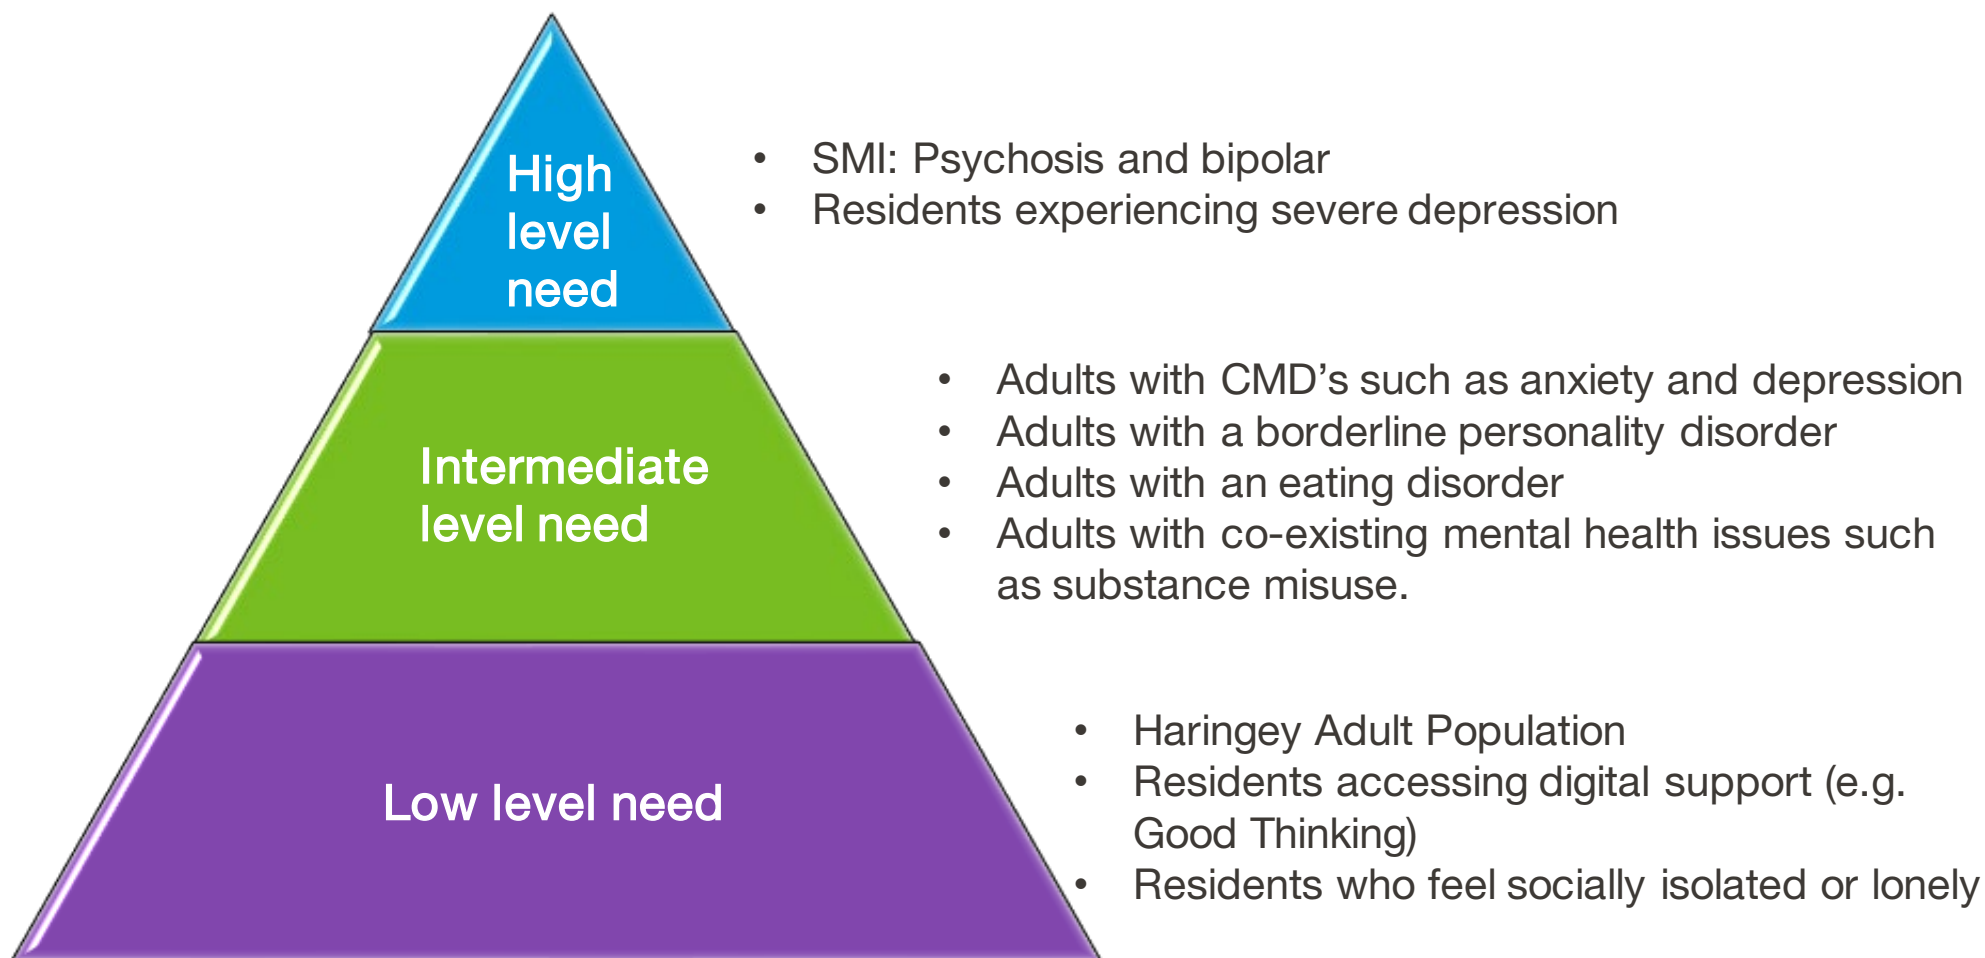 High
level
need
• SMI: Psychosis and bipolar
• Residents experiencing severe depression
Intermediate
level need
• Adults with CMD’s such as anxiety and depression
• Adults with a borderline personality disorder
• Adults with an eating disorder
• Adults with co-existing mental health issues such
as substance misuse.
Low level need
• Haringey Adult Population
• Residents accessing digital support (e.g.
Good Thinking)
• Residents who feel socially isolated or lonely